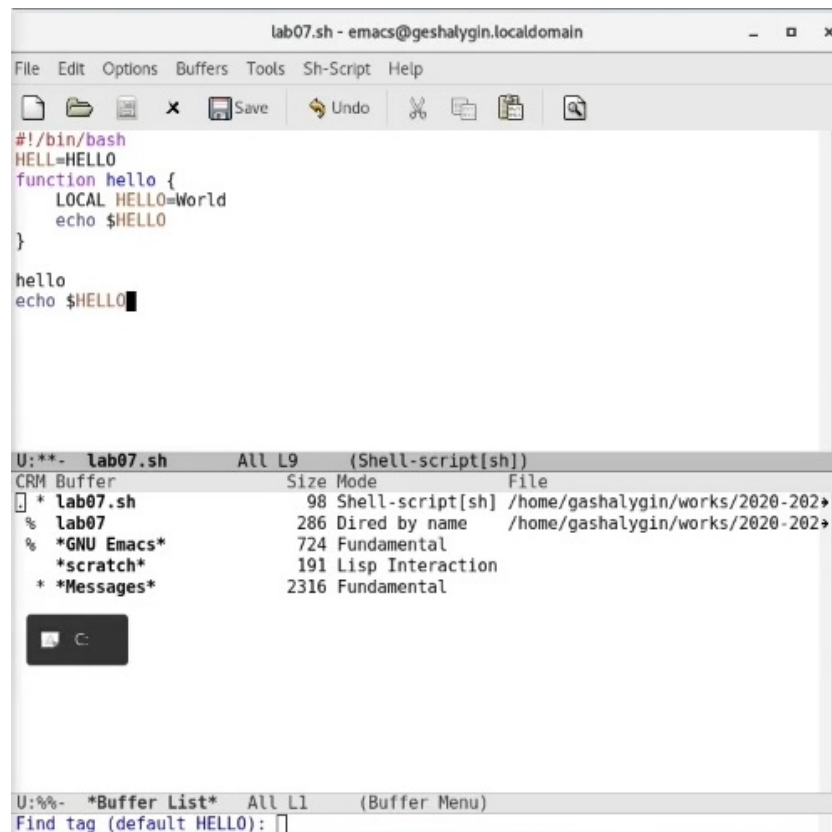 lab07.sh - emacs@geshalygin.localdomain
File Edit Options Buffers Tools Sh-Script Help
Save Undo
#!/bin/bash
HELL=HELLO
function hello {
    LOCAL HELLO=World
    echo $HELLO
}
hello
echo $HELLO
U:**- lab07.sh All L9 (Shell-script[sh])
CRM Buffer Size Mode File
. * lab07.sh 98 Shell-script[sh] /home/gashalygin/works/2020-202
% lab07 286 Dired by name /home/gashalygin/works/2020-202
% *GNU Emacs* 724 Fundamental
*scratch* 191 Lisp Interaction
* *Messages* 2316 Fundamental
C:
U:%%- *Buffer List* All L1 (Buffer Menu)
Find tag (default HELLO):